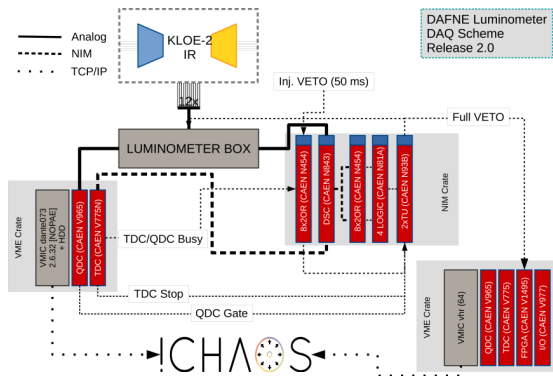 Analog
NIM
TCP/IP
KLOE-2
IR
12x
DAFNE Luminometer
DAQ Scheme
Release 2.0
Inj. VETO (50 ms)
Full VETO
LUMINOMETER BOX
VME Crate
VMIC dante073
2.6.32 [NOPAE]
+ HDD
QDC (CAEN V965)
TDC (CAEN V775N)
TDC/QDC Busy
8x2OR (CAEN N454)
DSC (CAEN N843)
8x2OR (CAEN N454)
4 LOGIC (CAEN N81A)
2xTU (CAEN N93B)
NIM Crate
TDC Stop
QDC Gate
VME Crate
VMIC vhr (64)
QDC (CAEN V965)
TDC (CAEN V775)
FPGA (CAEN V1495)
I/O (CAEN V977)
!CHAOS